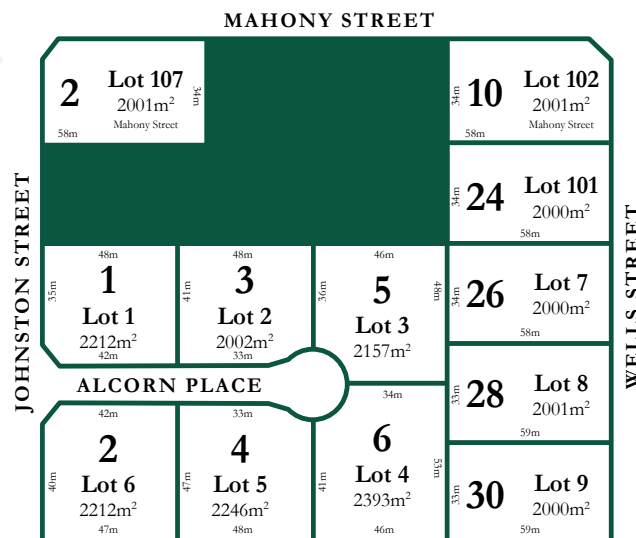 MAHONY STREET
2
Lot 107
2001m²
Mahony Street
34m
58m
34m
10
Lot 102
2001m²
Mahony Street
58m
34m
24
Lot 101
2000m²
58m
JOHNSTON STREET
WELLS STREET
48m
35m
1
Lot 1
2212m²
42m
48m
41m
3
Lot 2
2002m²
33m
46m
36m
5
48m
Lot 3
2157m²
34m
26
Lot 7
2000m²
58m
ALCORN PLACE
34m
33m
28
Lot 8
2001m²
59m
42m
2
40m
Lot 6
2212m²
47m
33m
4
47m
Lot 5
2246m²
48m
6
41m
Lot 4
53m
2393m²
46m
33m
30
Lot 9
2000m²
59m